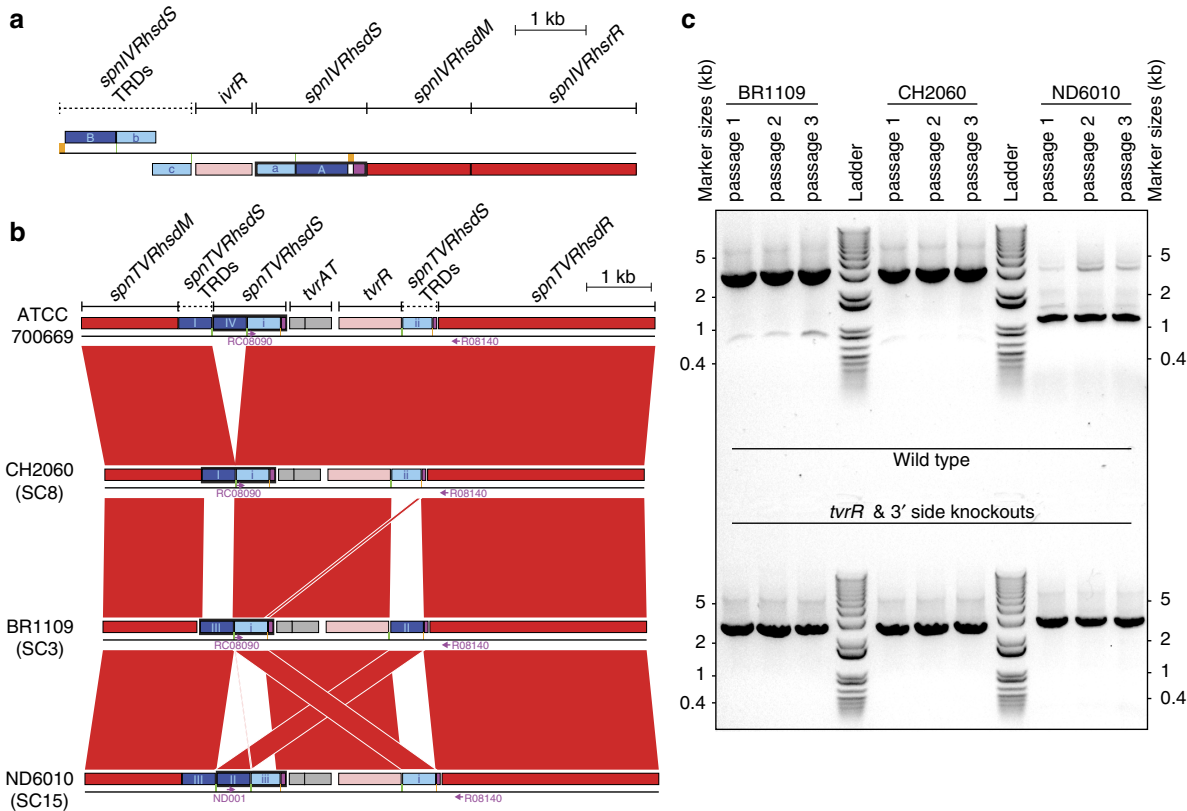 a
1 kb
spnIVRhsdS
TRDs
ivrR
spnIVRhsdS
spnIVRhsdM
spnIVRhsrR
B
b
c
a
A
b
spnTVRhsdM
spnTVRhsdS
TRDs
spnTVRhsdS
tvrAT
tvrR
spnTVRhsdS
TRDs
spnTVRhsdR
1 kb
ATCC
700669
I
IV
i
ii
RC08090
R08140
CH2060
(SC8)
I
i
ii
RC08090
R08140
BR1109
(SC3)
III
i
II
RC08090
R08140
ND6010
(SC15)
III
II
iii
i
ND001
R08140
c
Marker sizes (kb)
BR1109
passage 1
passage 2
passage 3
Ladder
CH2060
passage 1
passage 2
passage 3
Ladder
ND6010
passage 1
passage 2
passage 3
Marker sizes (kb)
5
2
1
0.4
5
2
1
0.4
Wild type
tvrR & 3′ side knockouts
5
2
1
0.4
5
2
1
0.4